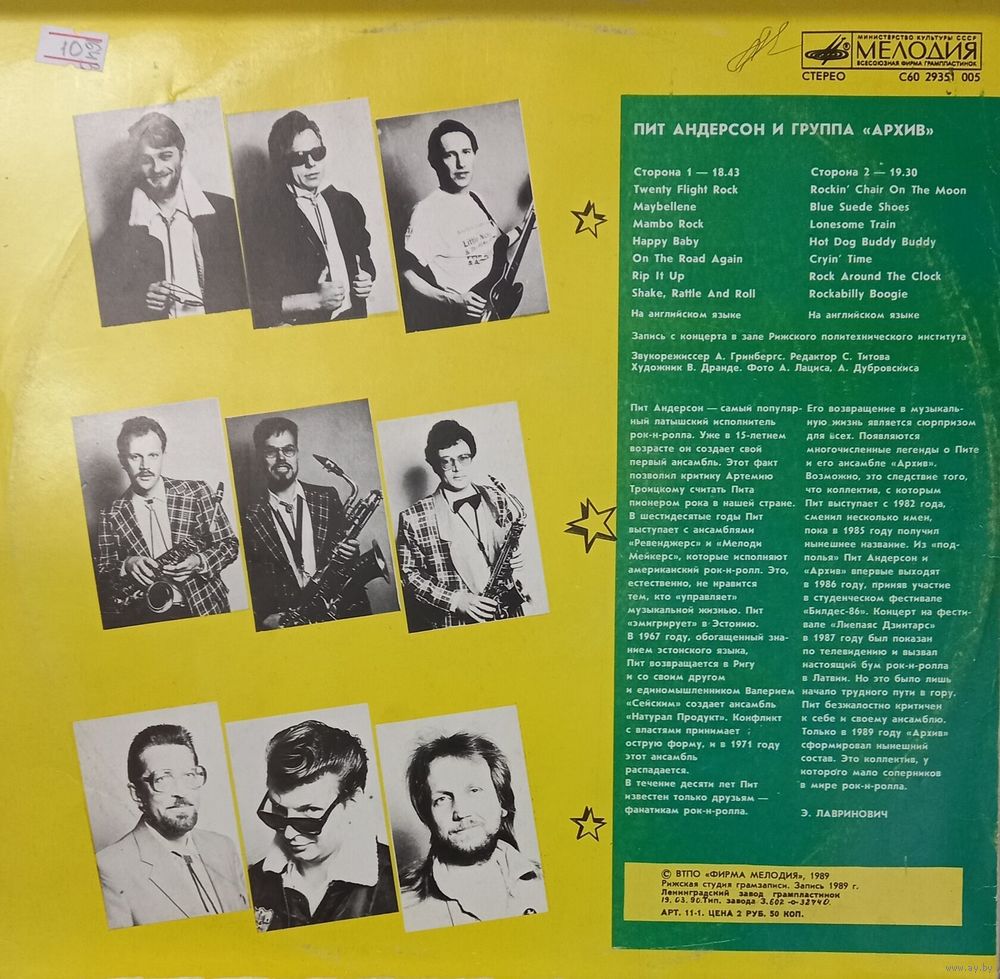 10
МИНИСТЕРСТВО КУЛЬТУРЫ СССР
МЕЛОДИЯ
ВСЕСОЮЗНАЯ ФИРМА ГРАМПЛАСТИНОК
СТЕРЕО
С60 29351 005
ПИТ АНДЕРСОН И ГРУППА «АРХИВ»
Сторона 1 — 18.43
Twenty Flight Rock
Maybellene
Mambo Rock
Happy Baby
On The Road Again
Rip It Up
Shake, Rattle And Roll
На английском языке
Сторона 2 — 19.30
Rockin' Chair On The Moon
Blue Suede Shoes
Lonesome Train
Hot Dog Buddy Buddy
Cryin' Time
Rock Around The Clock
Rockabilly Boogie
На английском языке
Запись с концерта в зале Рижского политехнического института
Звукорежиссер А. Гринбергс. Редактор С. Титова
Художник В. Дранде. Фото А. Лациса, А. Дубровскиса
Пит Андерсон — самый популяр-
ный латышский исполнитель
рок-н-ролла. Уже в 15-летнем
возрасте он создает свой
первый ансамбль. Этот факт
позволил критику Артемию
Троицкому считать Пита
пионером рока в нашей стране.
В шестидесятые годы Пит
выступает с ансамблями
«Ревенджерс» и «Мелоди
Мейкерс», которые исполняют
американский рок-н-ролл. Это,
естественно, не нравится
тем, кто «управляет»
музыкальной жизнью. Пит
«эмигрирует» в Эстонию.
В 1967 году, обогащенный зна-
нием эстонского языка,
Пит возвращается в Ригу
и со своим другом
и единомышленником Валерием
«Сейским» создает ансамбль
«Натурал Продукт». Конфликт
с властями принимает
острую форму, и в 1971 году
этот ансамбль
распадается.
В течение десяти лет Пит
известен только друзьям —
фанатикам рок-н-ролла.
Его возвращение в музыкаль-
ную жизнь является сюрпризом
для всех. Появляются
многочисленные легенды о Пите
и его ансамбле «Архив».
Возможно, это следствие того,
что коллектив, с которым
Пит выступает с 1982 года,
сменил несколько имен,
пока в 1985 году получил
нынешнее название. Из «под-
полья» Пит Андерсон и
«Архив» впервые выходят
в 1986 году, приняв участие
в студенческом фестивале
«Билдес-86». Концерт на фести-
вале «Лиепаяс Дзинтарс»
в 1987 году был показан
по телевидению и вызвал
настоящий бум рок-н-ролла
в Латвии. Но это было лишь
начало трудного пути в гору.
Пит безжалостно критичен
к себе и своему ансамблю.
Только в 1989 году «Архив»
сформировал нынешний
состав. Это коллектив, у
которого мало соперников
в мире рок-н-ролла.
Э. ЛАВРИНОВИЧ
© ВТПО «ФИРМА МЕЛОДИЯ», 1989
Рижская студия грамзаписи. Запись 1989 г.
Ленинградский завод грампластинок
19.03.90. Тип. завода З.602-о-32740
АРТ. 11-1. ЦЕНА 2 РУБ. 50 КОП.
www.ay.by